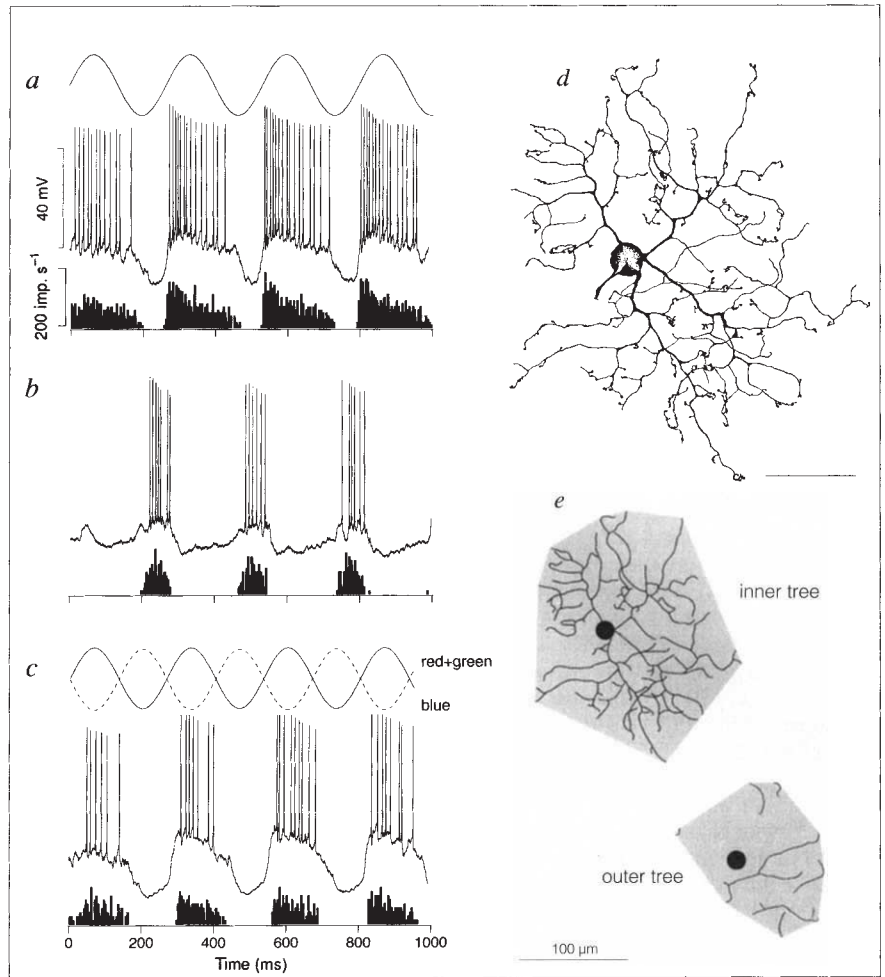 a
40 mV
200 imp. s⁻¹
b
c
red+green
blue
0 200 400 600 800 1000
Time (ms)
d
e
inner tree
outer tree
100 µm